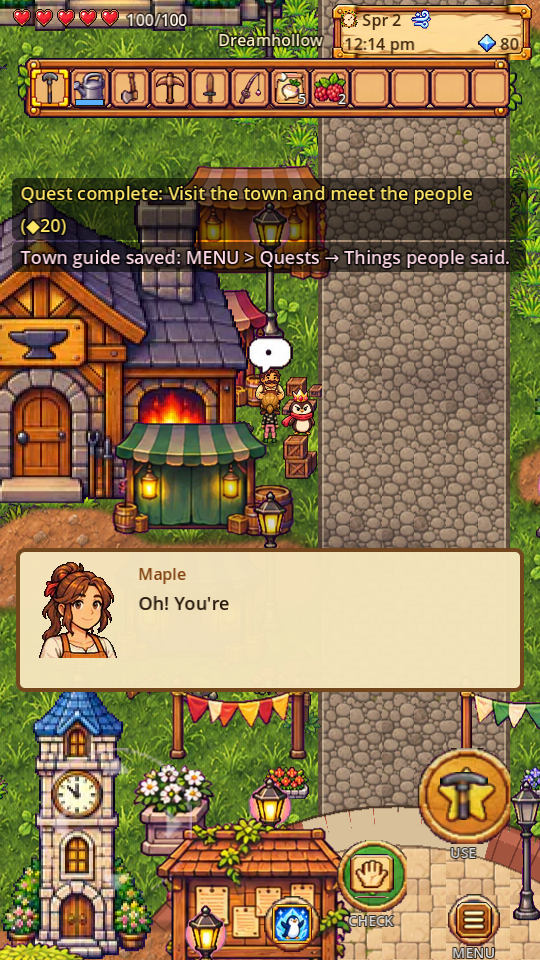 100/100
Spr 2
Dreamhollow
12:14 pm
80
5
2
Quest complete: Visit the town and meet the people
(◆20)
Town guide saved: MENU > Quests → Things people said.
Maple
Oh! You're
USE
CHECK
MENU